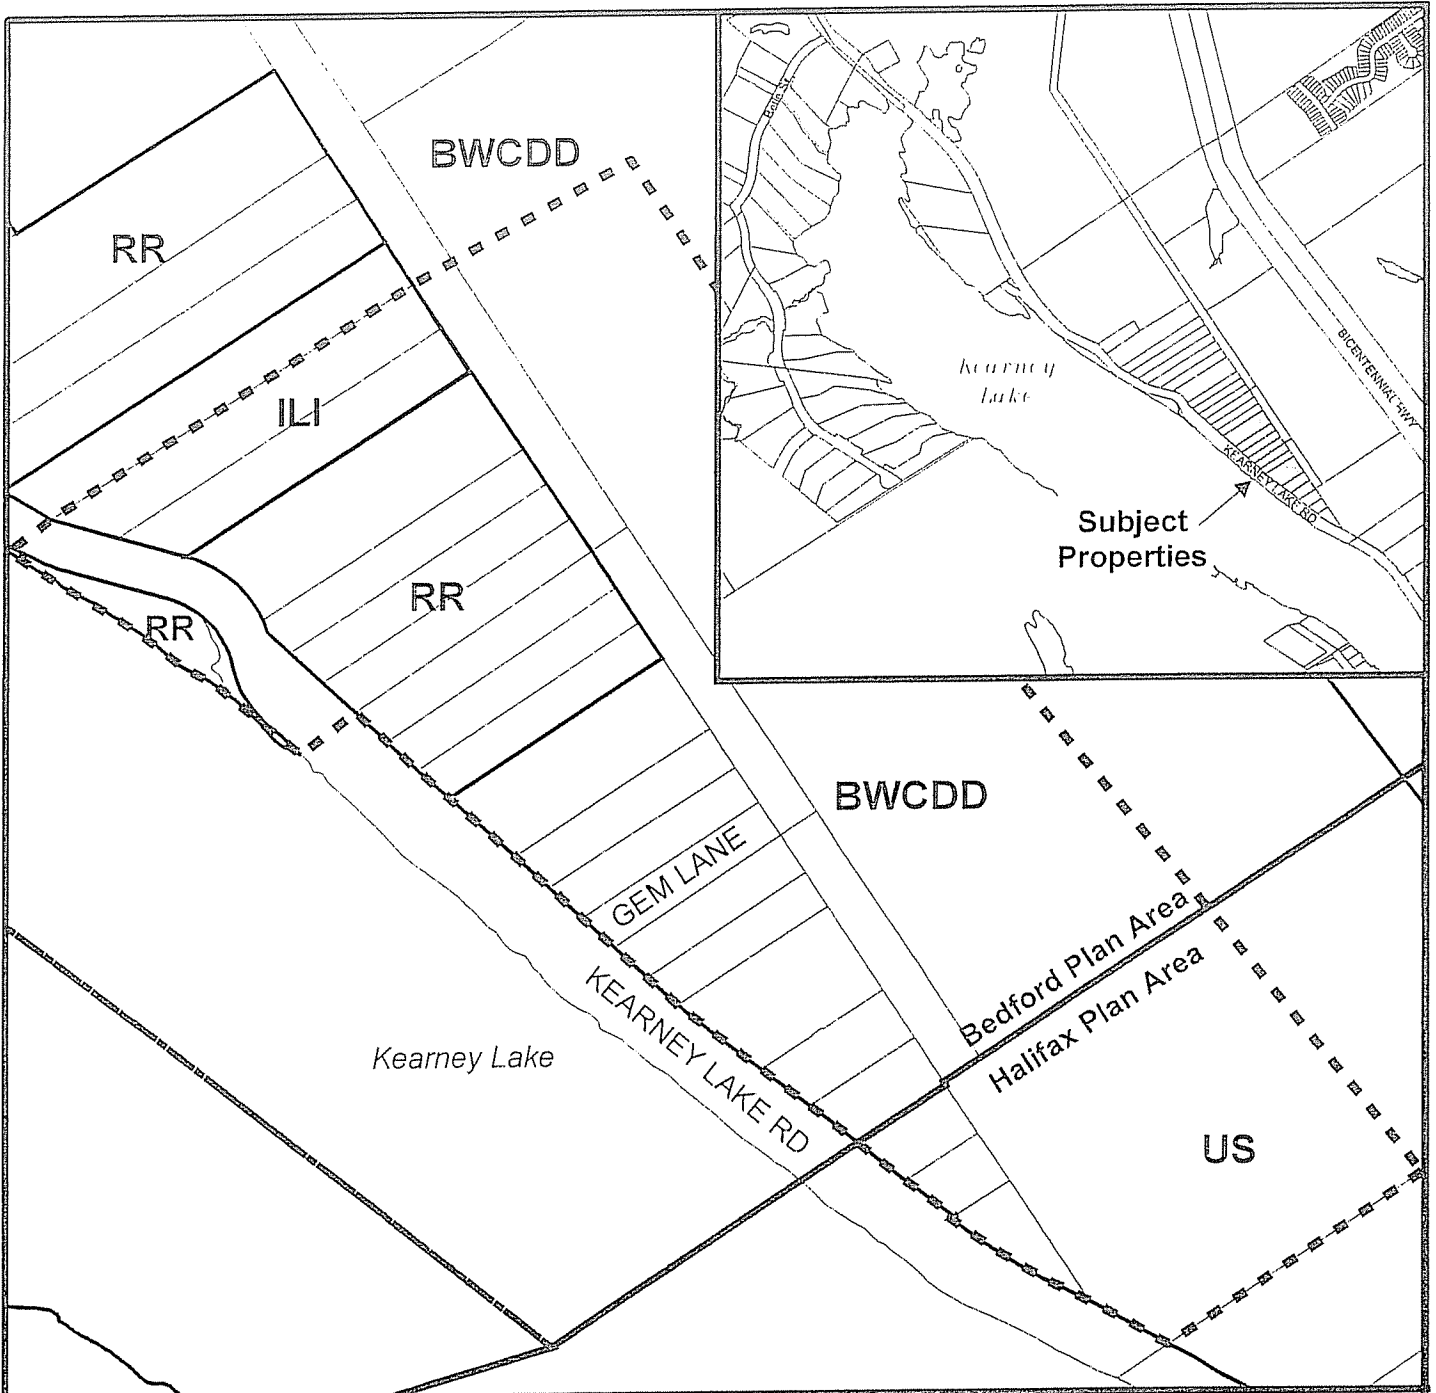 BWCDD
RR
ILI
RR
RR
BWCDD
GEM LANE
KEARNEY LAKE RD
Kearney Lake
Bedford Plan Area
Halifax Plan Area
US
Kearney
Lake
BICENTENNIAL HWY
KEARNEY LAKE RD
Subject
Properties